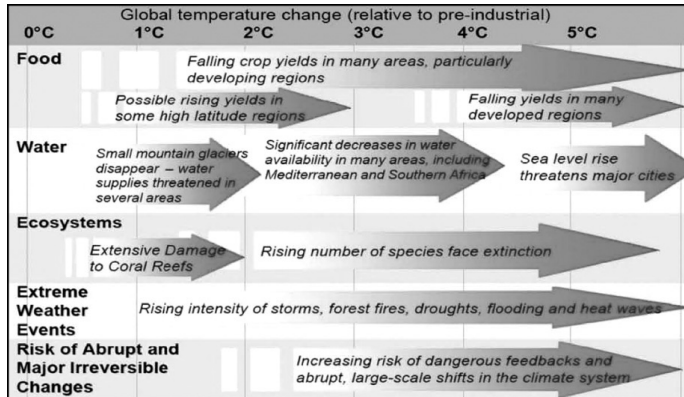 Global temperature change (relative to pre-industrial)
0°C 1°C 2°C 3°C 4°C 5°C
Food
Falling crop yields in many areas, particularly
developing regions
Possible rising yields in
some high latitude regions
Falling yields in many
developed regions
Water
Small mountain glaciers
disappear – water
supplies threatened in
several areas
Significant decreases in water
availability in many areas, including
Mediterranean and Southern Africa
Sea level rise
threatens major cities
Ecosystems
Extensive Damage
to Coral Reefs
Rising number of species face extinction
Extreme
Weather
Events
Rising intensity of storms, forest fires, droughts, flooding and heat waves
Risk of Abrupt and
Major Irreversible
Changes
Increasing risk of dangerous feedbacks and
abrupt, large-scale shifts in the climate system